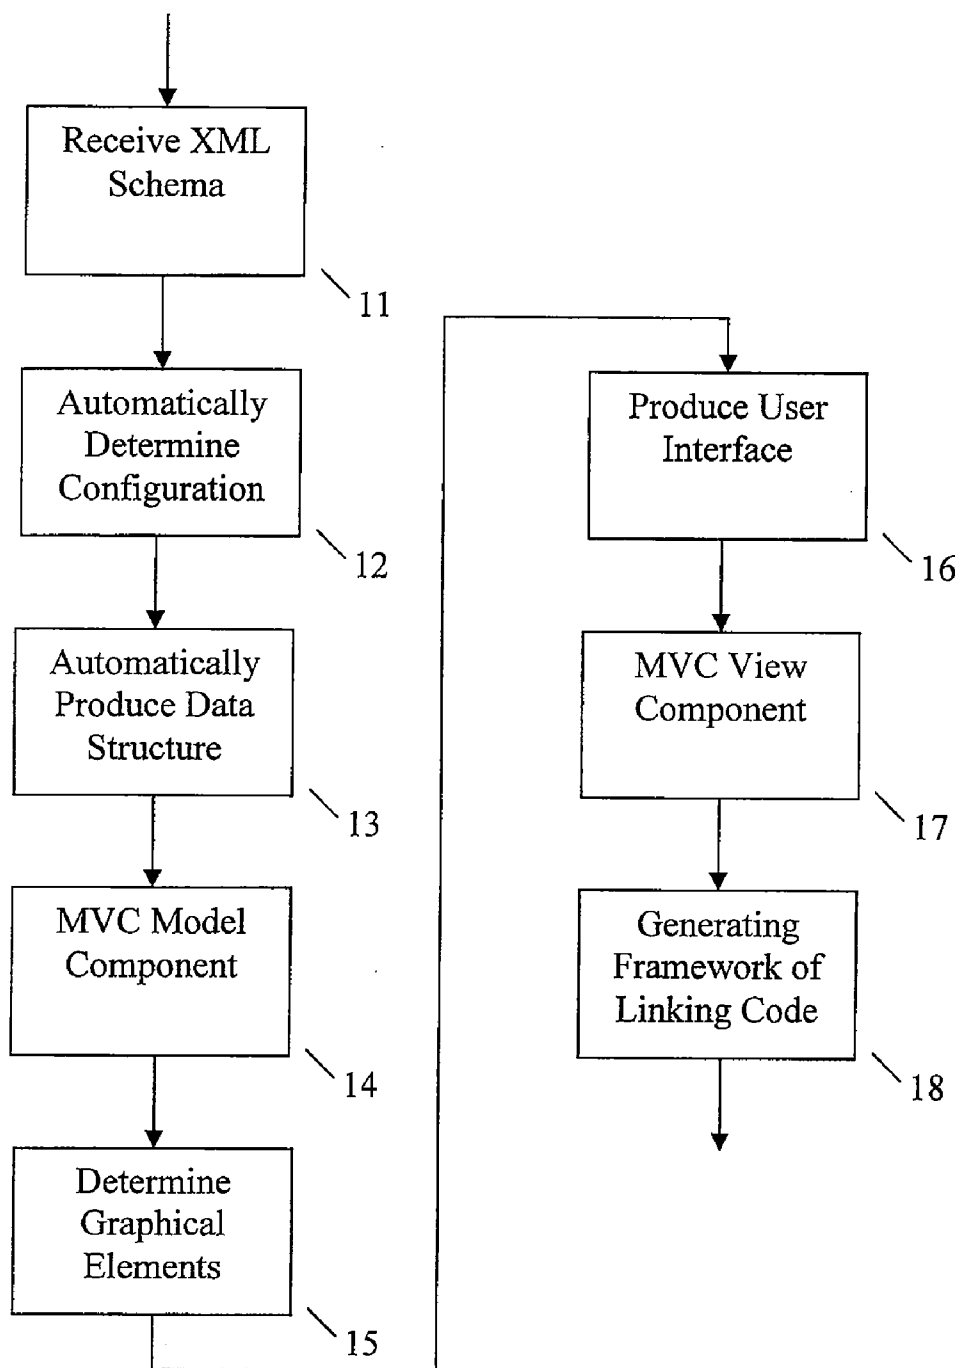 Receive XML
Schema
11
Automatically
Determine
Configuration
12
Automatically
Produce Data
Structure
13
MVC Model
Component
14
Determine
Graphical
Elements
15
Produce User
Interface
16
MVC View
Component
17
Generating
Framework of
Linking Code
18